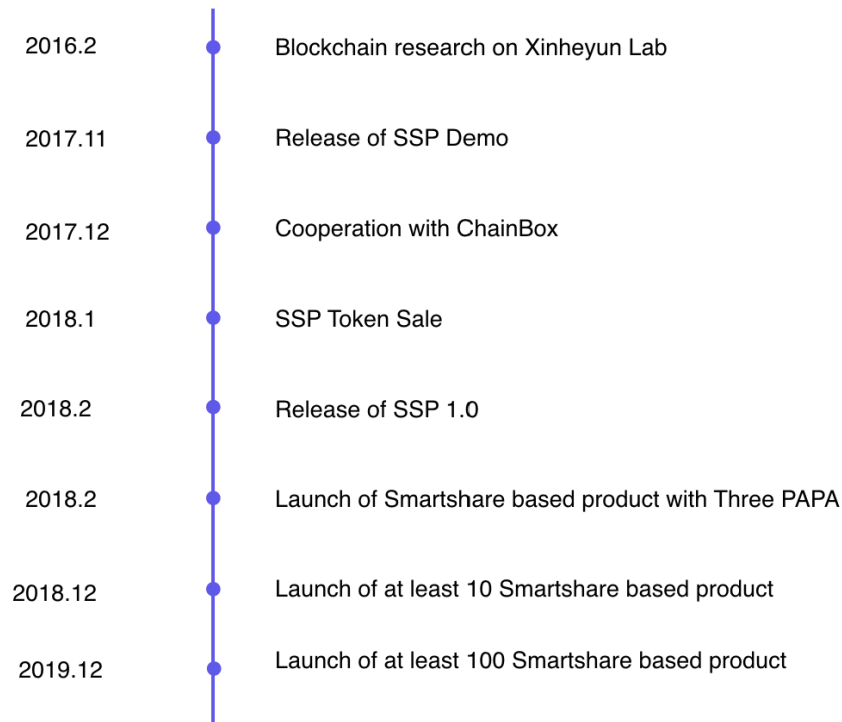 2016.2 Blockchain research on Xinheyun Lab
2017.11 Release of SSP Demo
2017.12 Cooperation with ChainBox
2018.1 SSP Token Sale
2018.2 Release of SSP 1.0
2018.2 Launch of Smartshare based product with Three PAPA
2018.12 Launch of at least 10 Smartshare based product
2019.12 Launch of at least 100 Smartshare based product